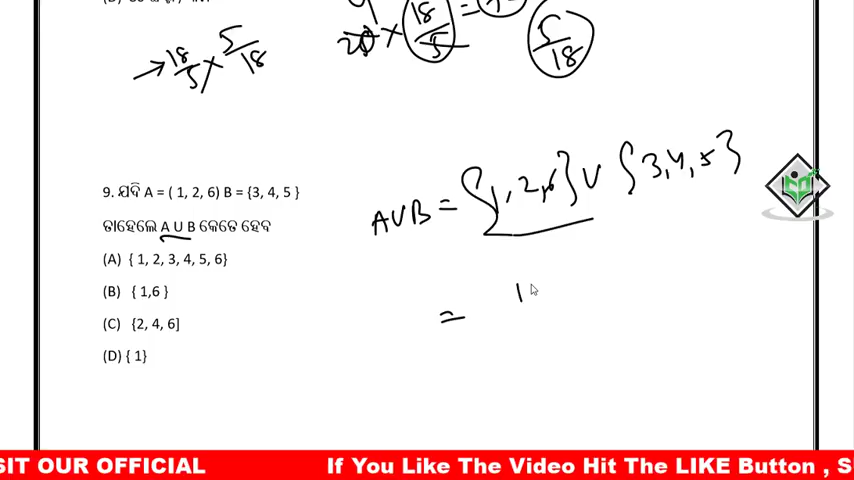 18/5 × 5/18
20 × 18/5 =
5/18
9. ଯଦି A = ( 1, 2, 6) B = {3, 4, 5 }
ତାହେଲେ A U B କେତେ ହେବ
(A) { 1, 2, 3, 4, 5, 6}
(B) { 1,6 }
(C) {2, 4, 6]
(D) { 1}
AUB = {1, 2, 6} U {3, 4, 5}
= 1
SIT OUR OFFICIAL If You Like The Video Hit The LIKE Button , S